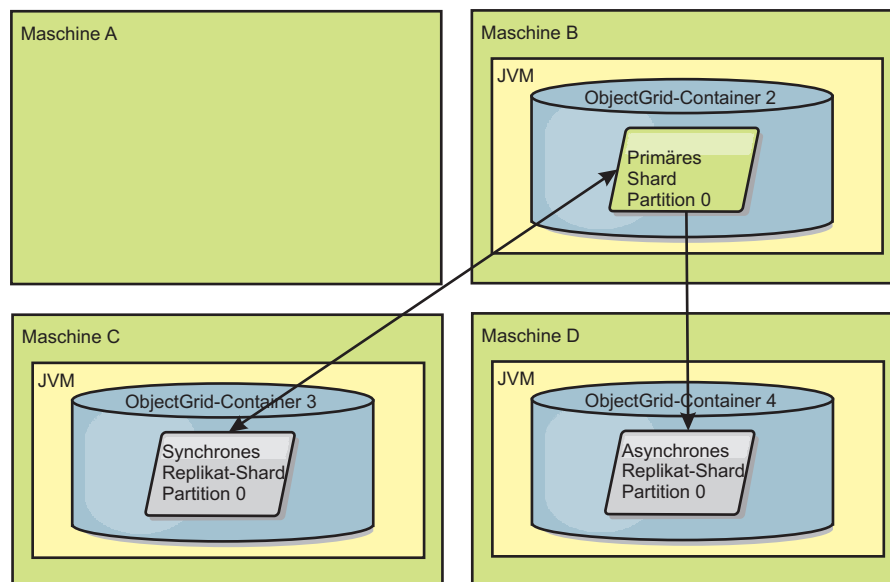 Maschine A
Maschine B
JVM
ObjectGrid-Container 2
Primäres
Shard
Partition 0
Maschine C
JVM
ObjectGrid-Container 3
Synchrones
Replikat-Shard
Partition 0
Maschine D
JVM
ObjectGrid-Container 4
Asynchrones
Replikat-Shard
Partition 0